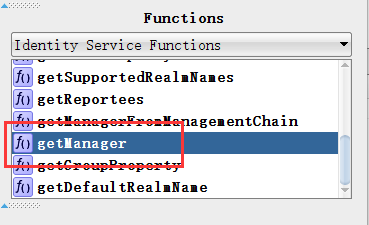 Functions
Identity Service Functions
f() getSupportedRealmNames
f() getReportees
f() getManagerFromManagementChain
f() getManager
f() getGroupProperty
f() getDefaultRealmName